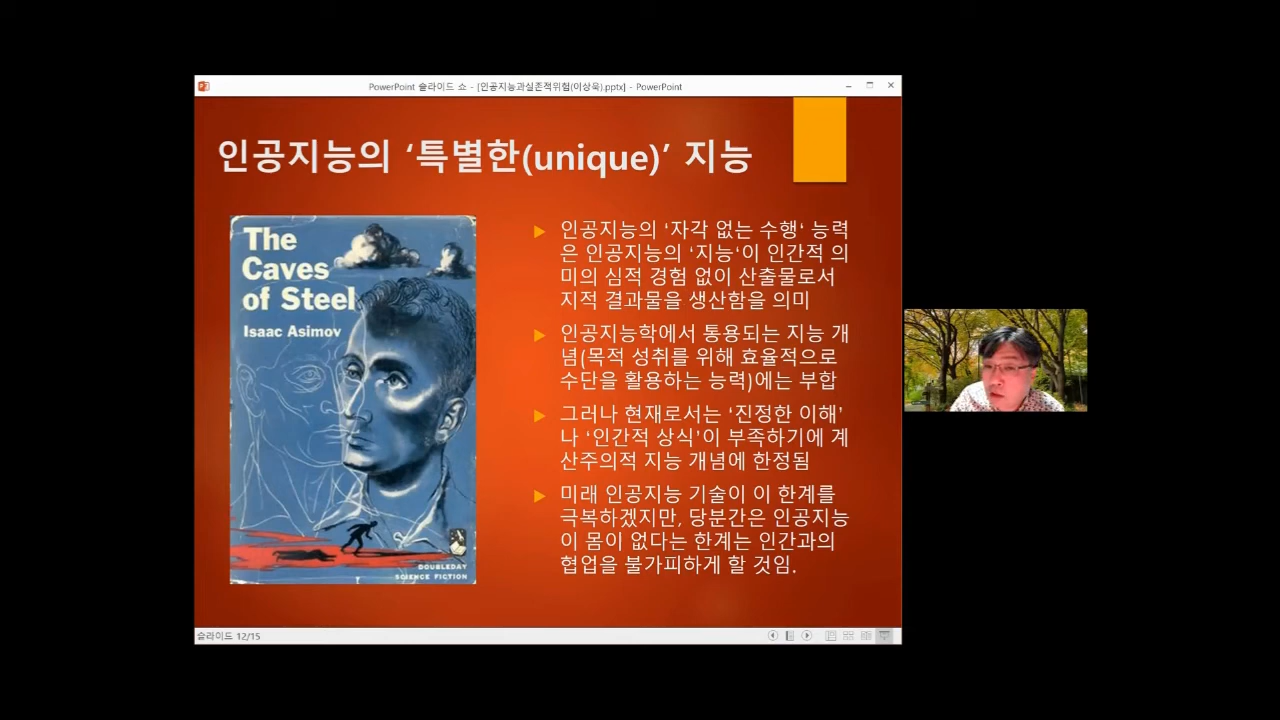 PowerPoint 슬라이드 쇼 - [인공지능과실존적위험(이상욱).pptx] - PowerPoint
인공지능의 ‘특별한(unique)’ 지능
The
Caves
of Steel
Isaac Asimov
DOUBLEDAY
SCIENCE FICTION
인공지능의 ‘자각 없는 수행‘ 능력
은 인공지능의 ‘지능‘이 인간적 의
미의 심적 경험 없이 산출물로서
지적 결과물을 생산함을 의미
인공지능학에서 통용되는 지능 개
념(목적 성취를 위해 효율적으로
수단을 활용하는 능력)에는 부합
그러나 현재로서는 ‘진정한 이해’
나 ‘인간적 상식’이 부족하기에 계
산주의적 지능 개념에 한정됨
미래 인공지능 기술이 이 한계를
극복하겠지만, 당분간은 인공지능
이 몸이 없다는 한계는 인간과의
협업을 불가피하게 할 것임.
슬라이드 12/15